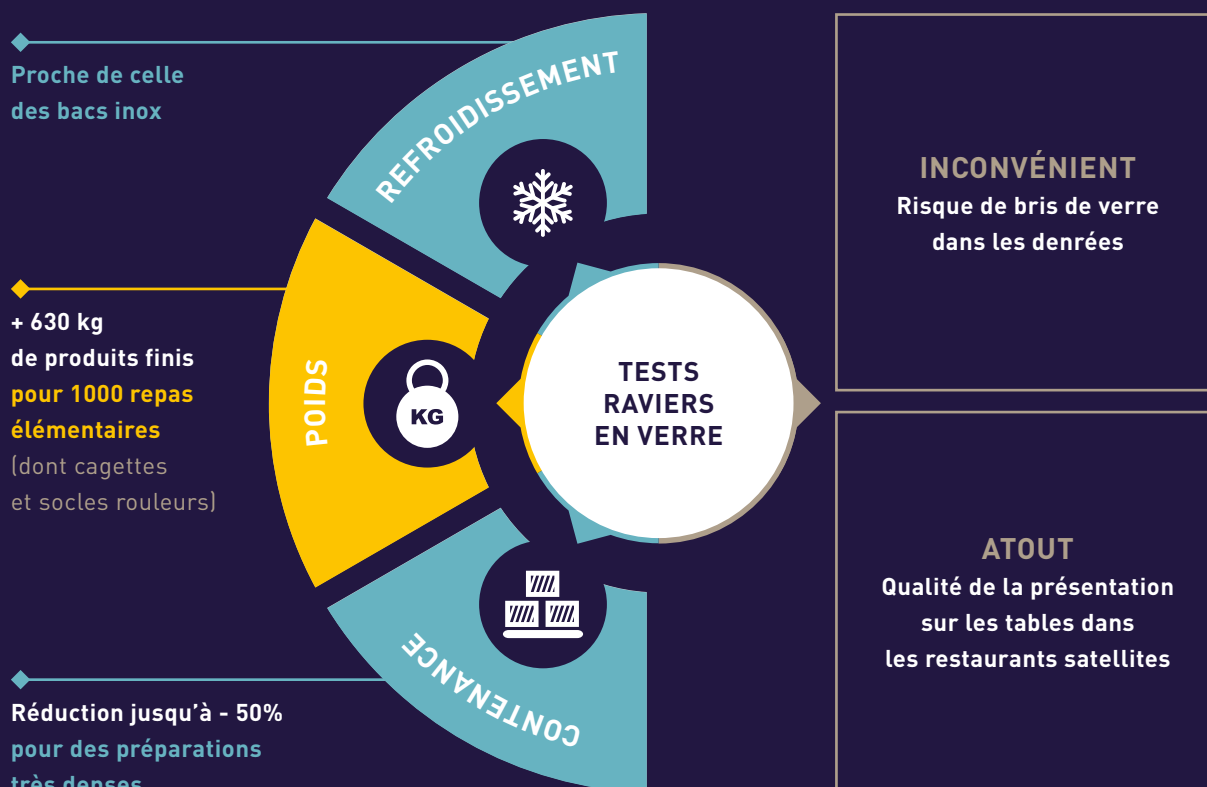 Proche de celle
des bacs inox
REFROIDISSEMENT
+ 630 kg
de produits finis
pour 1000 repas
élémentaires
(dont cagettes
et socles rouleurs)
POIDS
KG
Réduction jusqu'à - 50%
pour des préparations
très denses
CONTENANCE
TESTS
RAVIERS
EN VERRE
INCONVÉNIENT
Risque de bris de verre
dans les denrées
ATOUT
Qualité de la présentation
sur les tables dans
les restaurants satellites